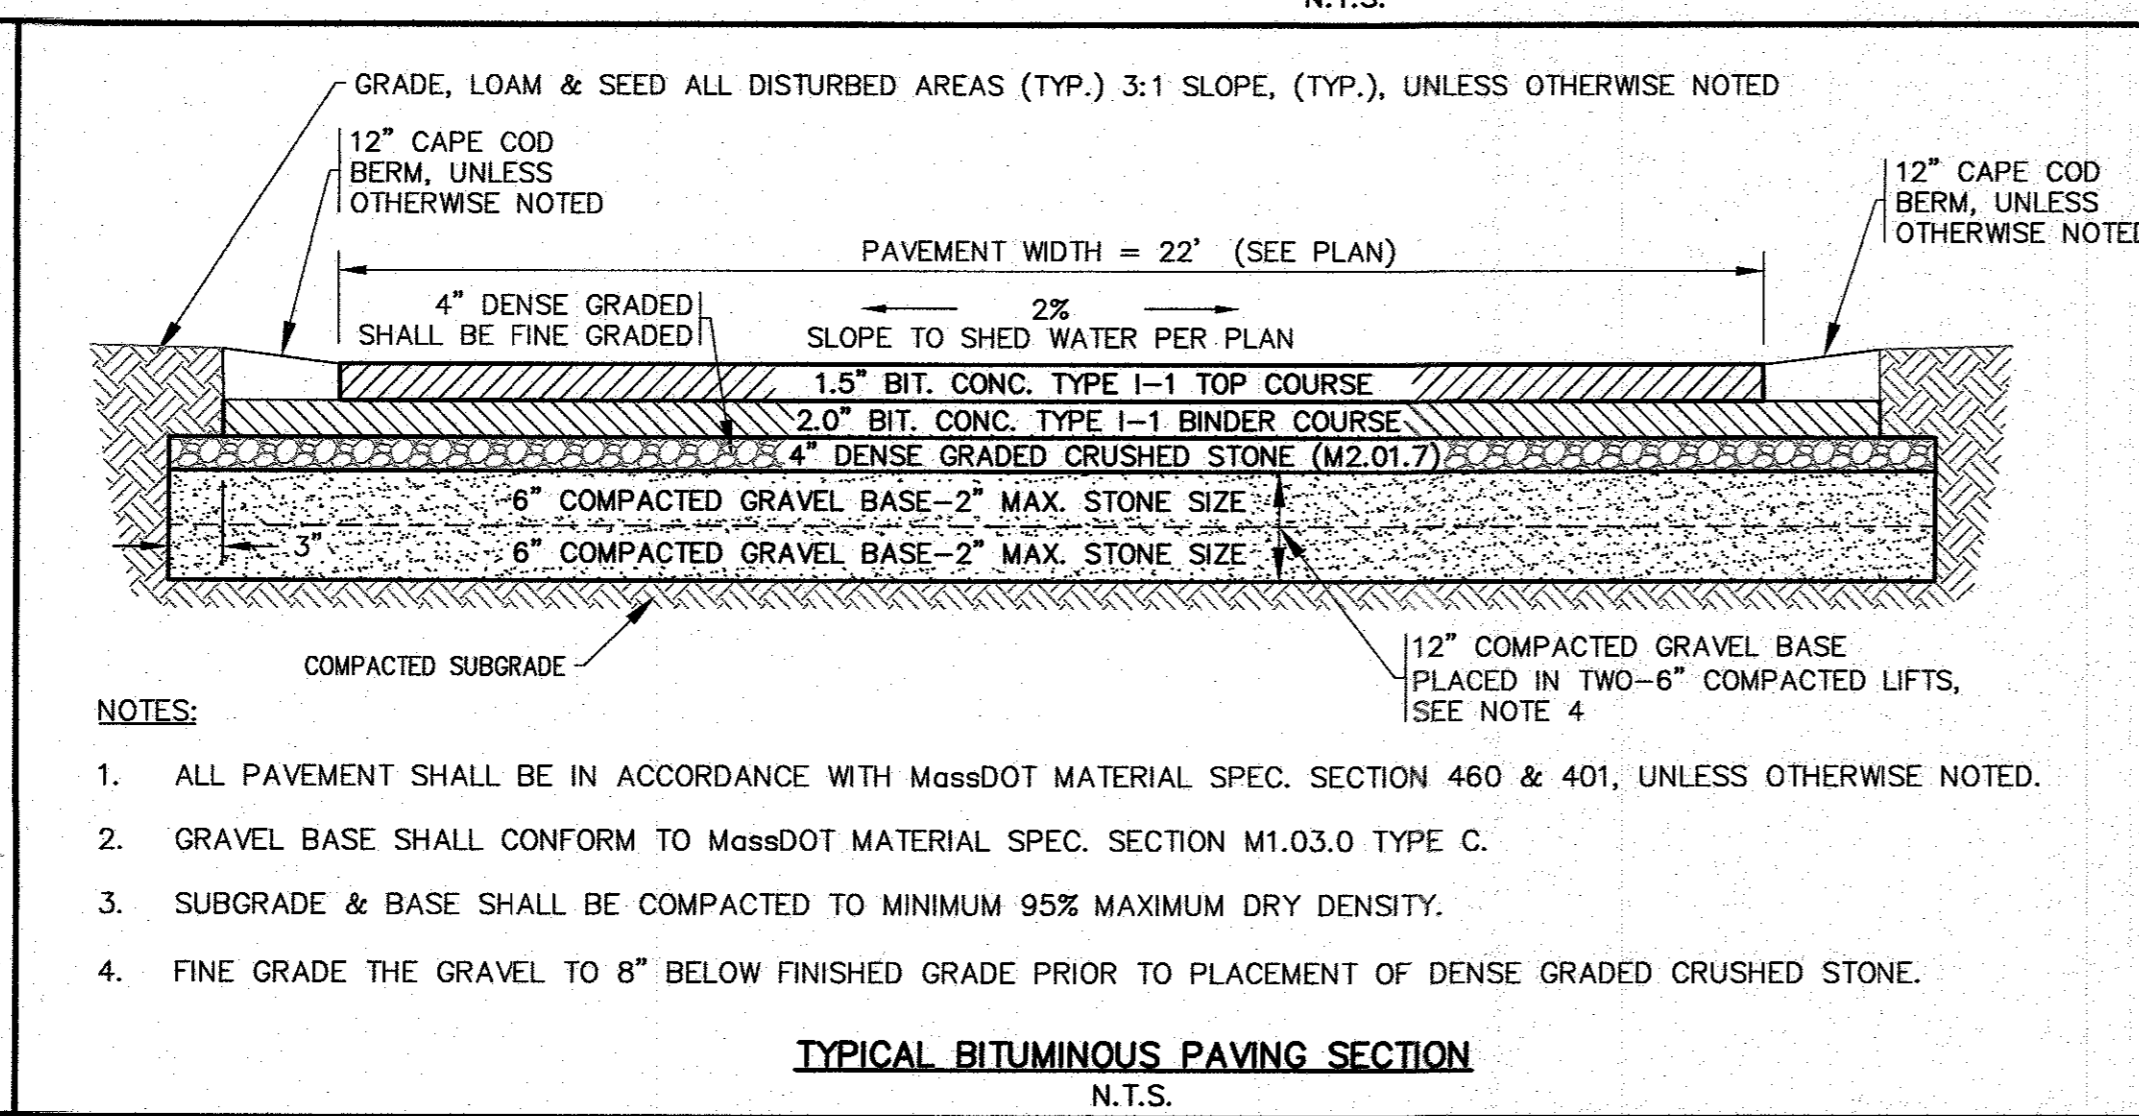 N.T.S.
GRADE, LOAM & SEED ALL DISTURBED AREAS (TYP.) 3:1 SLOPE, (TYP.), UNLESS OTHERWISE NOTED
12" CAPE COD
BERM, UNLESS
OTHERWISE NOTED
12" CAPE COD
BERM, UNLESS
OTHERWISE NOTED
PAVEMENT WIDTH = 22' (SEE PLAN)
4" DENSE GRADED
SHALL BE FINE GRADED
2%
SLOPE TO SHED WATER PER PLAN
1.5" BIT. CONC. TYPE I-1 TOP COURSE
2.0" BIT. CONC. TYPE I-1 BINDER COURSE
4" DENSE GRADED CRUSHED STONE (M2.01.7)
6" COMPACTED GRAVEL BASE-2" MAX. STONE SIZE
3"
6" COMPACTED GRAVEL BASE-2" MAX. STONE SIZE
COMPACTED SUBGRADE
12" COMPACTED GRAVEL BASE
PLACED IN TWO-6" COMPACTED LIFTS,
SEE NOTE 4
NOTES:
1. ALL PAVEMENT SHALL BE IN ACCORDANCE WITH MassDOT MATERIAL SPEC. SECTION 460 & 401, UNLESS OTHERWISE NOTED.
2. GRAVEL BASE SHALL CONFORM TO MassDOT MATERIAL SPEC. SECTION M1.03.0 TYPE C.
3. SUBGRADE & BASE SHALL BE COMPACTED TO MINIMUM 95% MAXIMUM DRY DENSITY.
4. FINE GRADE THE GRAVEL TO 8" BELOW FINISHED GRADE PRIOR TO PLACEMENT OF DENSE GRADED CRUSHED STONE.
TYPICAL BITUMINOUS PAVING SECTION
N.T.S.